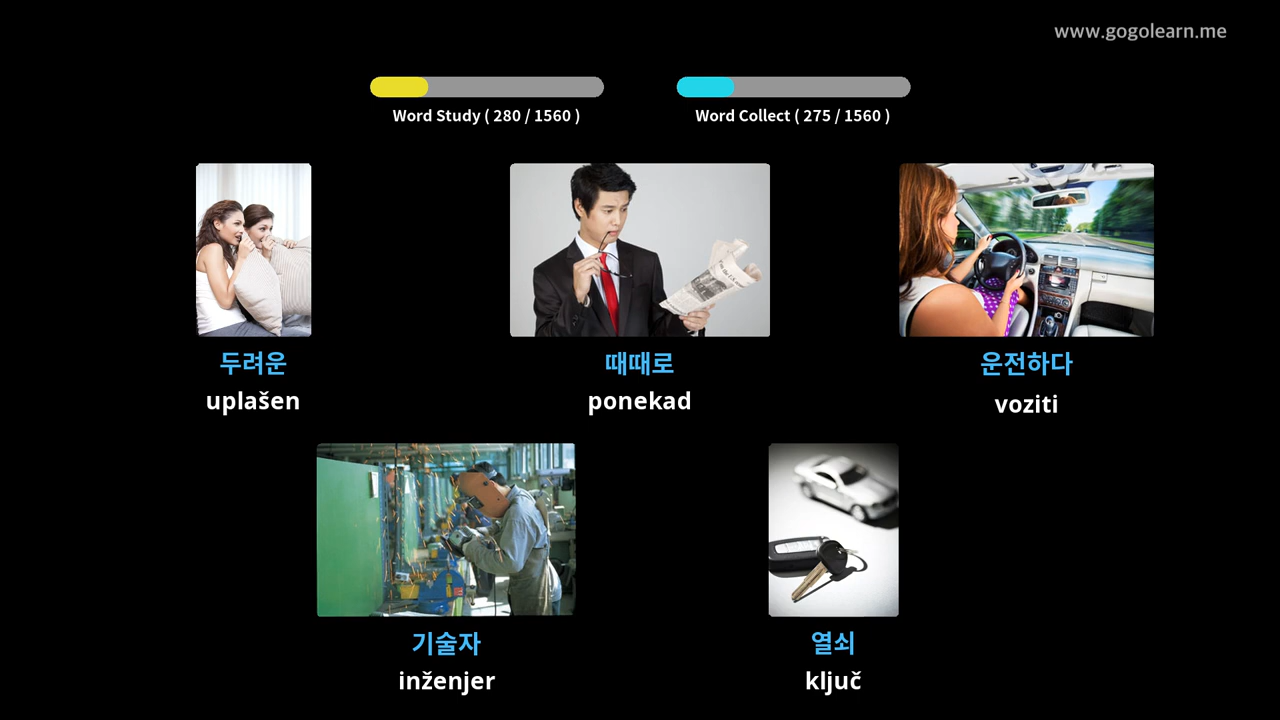 www.gogolearn.me
Word Study ( 280 / 1560 )
Word Collect ( 275 / 1560 )
두려운
uplašen
때때로
ponekad
운전하다
voziti
기술자
inženjer
열쇠
ključ